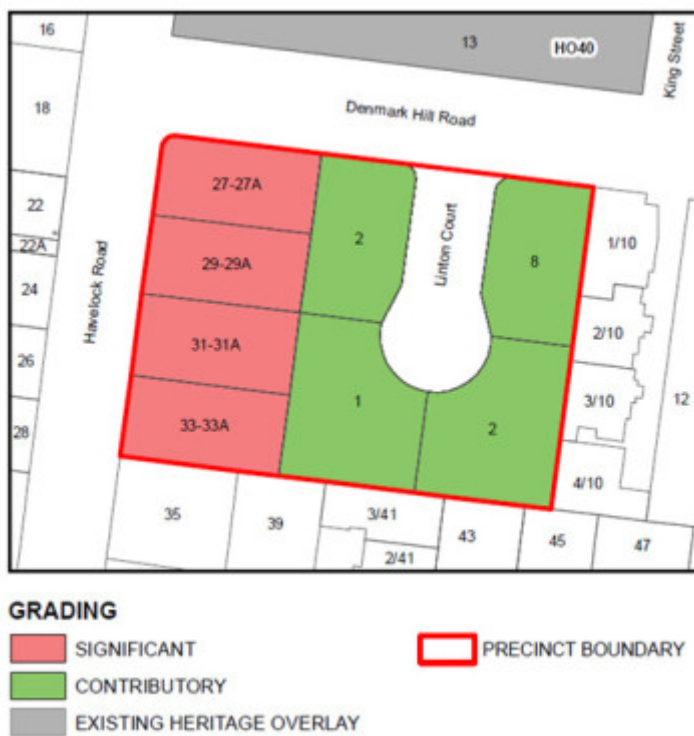 16
13
HO40
King Street
18
Denmark Hill Road
27-27A
22
2
Linton Court
8
1/10
22A
29-29A
24
Havelock Road
31-31A
2/10
26
1
2
3/10
12
33-33A
28
4/10
35
39
3/41
43
45
47
2/41
GRADING
SIGNIFICANT
PRECINCT BOUNDARY
CONTRIBUTORY
EXISTING HERITAGE OVERLAY